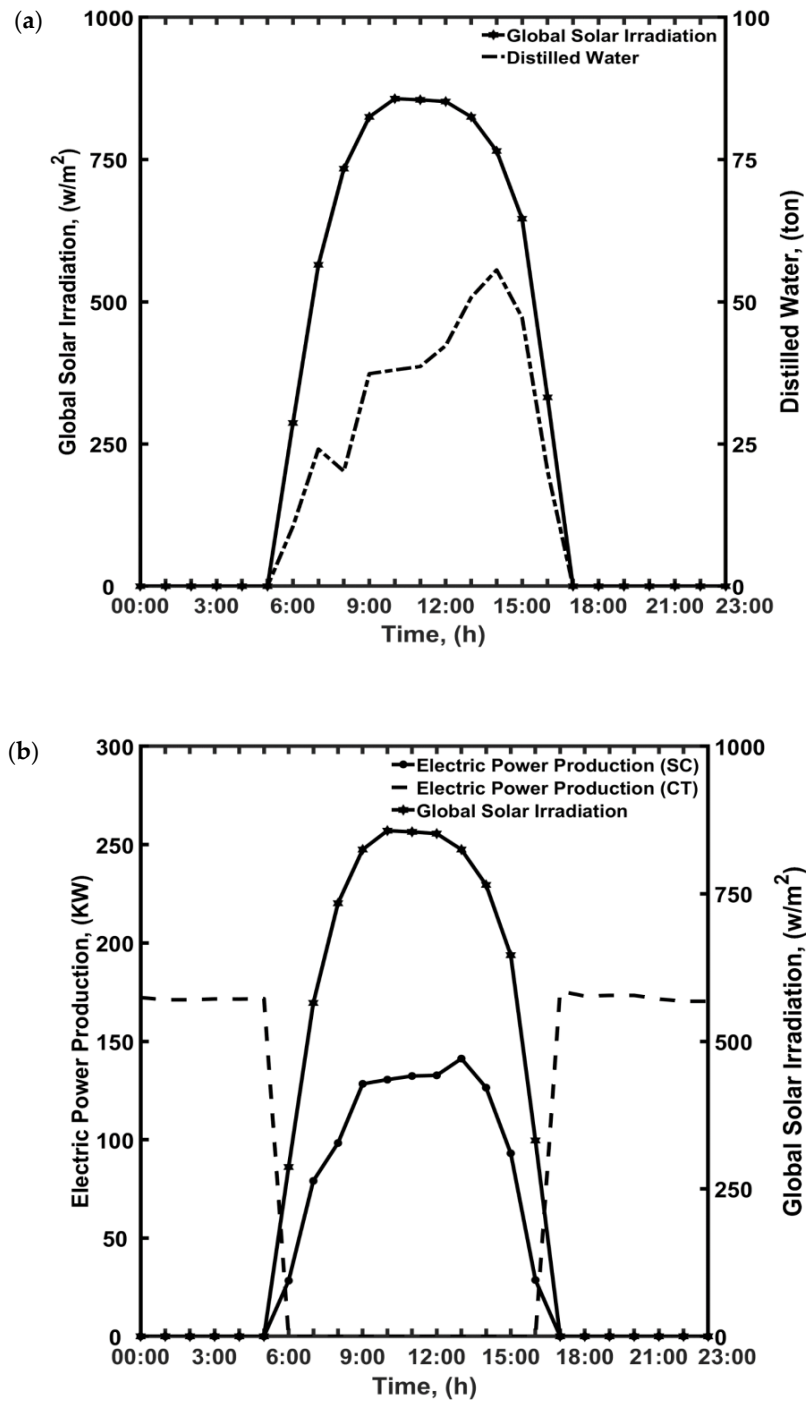 (a)
1000
100
Global Solar Irradiation
Distilled Water
750
75
500
50
250
25
0
0
Global Solar Irradiation, (w/m²)
Distilled Water, (ton)
00:00 3:00 6:00 9:00 12:00 15:00 18:00 21:00 23:00
Time, (h)
(b)
300
1000
Electric Power Production (SC)
Electric Power Production (CT)
Global Solar Irradiation
250
750
200
150
500
100
250
50
0
0
Electric Power Production, (KW)
Global Solar Irradiation, (w/m²)
00:00 3:00 6:00 9:00 12:00 15:00 18:00 21:00 23:00
Time, (h)